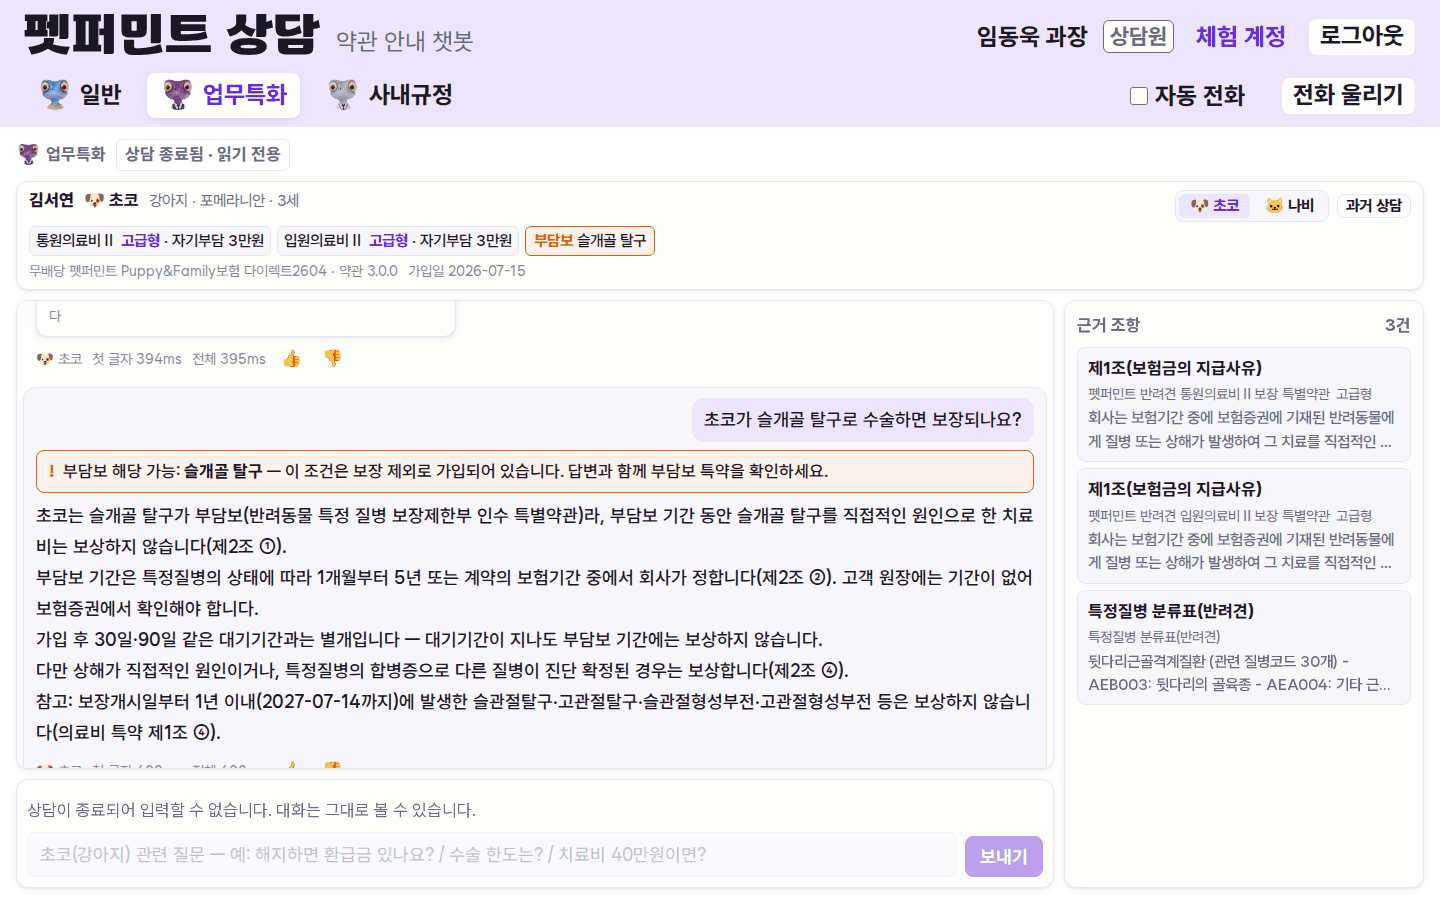 펫퍼민트 상담 약관 안내 챗봇
임동욱 과장 상담원 체험 계정 로그아웃
일반 업무특화 사내규정
자동 전화 전화 울리기
업무특화 상담 종료됨 · 읽기 전용
김서연 초코 강아지 · 포메라니안 · 3세
초코 나비 과거 상담
통원의료비Ⅱ 고급형 · 자기부담 3만원 입원의료비Ⅱ 고급형 · 자기부담 3만원 부담보 슬개골 탈구
무배당 펫퍼민트 Puppy&Family보험 다이렉트2604 · 약관 3.0.0 가입일 2026-07-15
다
초코 첫 글자 394ms 전체 395ms
초코가 슬개골 탈구로 수술하면 보장되나요?
! 부담보 해당 가능: 슬개골 탈구 — 이 조건은 보장 제외로 가입되어 있습니다. 답변과 함께 부담보 특약을 확인하세요.
초코는 슬개골 탈구가 부담보(반려동물 특정 질병 보장제한부 인수 특별약관)라, 부담보 기간 동안 슬개골 탈구를 직접적인 원인으로 한 치료
비는 보상하지 않습니다(제2조 ①).
부담보 기간은 특정질병의 상태에 따라 1개월부터 5년 또는 계약의 보험기간 중에서 회사가 정합니다(제2조 ②). 고객 원장에는 기간이 없어
보험증권에서 확인해야 합니다.
가입 후 30일·90일 같은 대기기간과는 별개입니다 — 대기기간이 지나도 부담보 기간에는 보상하지 않습니다.
다만 상해가 직접적인 원인이거나, 특정질병의 합병증으로 다른 질병이 진단 확정된 경우는 보상합니다(제2조 ④).
참고: 보장개시일부터 1년 이내(2027-07-14까지)에 발생한 슬관절탈구·고관절탈구·슬관절형성부전·고관절형성부전 등은 보상하지 않습니
다(의료비 특약 제1조 ④).
상담이 종료되어 입력할 수 없습니다. 대화는 그대로 볼 수 있습니다.
초코(강아지) 관련 질문 — 예: 해지하면 환급금 있나요? / 수술 한도는? / 치료비 40만원이면?
보내기
근거 조항 3건
제1조(보험금의 지급사유)
펫퍼민트 반려견 통원의료비Ⅱ보장 특별약관 고급형
회사는 보험기간 중에 보험증권에 기재된 반려동물에
게 질병 또는 상해가 발생하여 그 치료를 직접적인 ...
제1조(보험금의 지급사유)
펫퍼민트 반려견 입원의료비Ⅱ보장 특별약관 고급형
회사는 보험기간 중에 보험증권에 기재된 반려동물에
게 질병 또는 상해가 발생하여 그 치료를 직접적인 ...
특정질병 분류표(반려견)
특정질병 분류표(반려견)
뒷다리근골격계질환 (관련 질병코드 30개) -
AEB003: 뒷다리의 골육종 - AEA004: 기타 근...